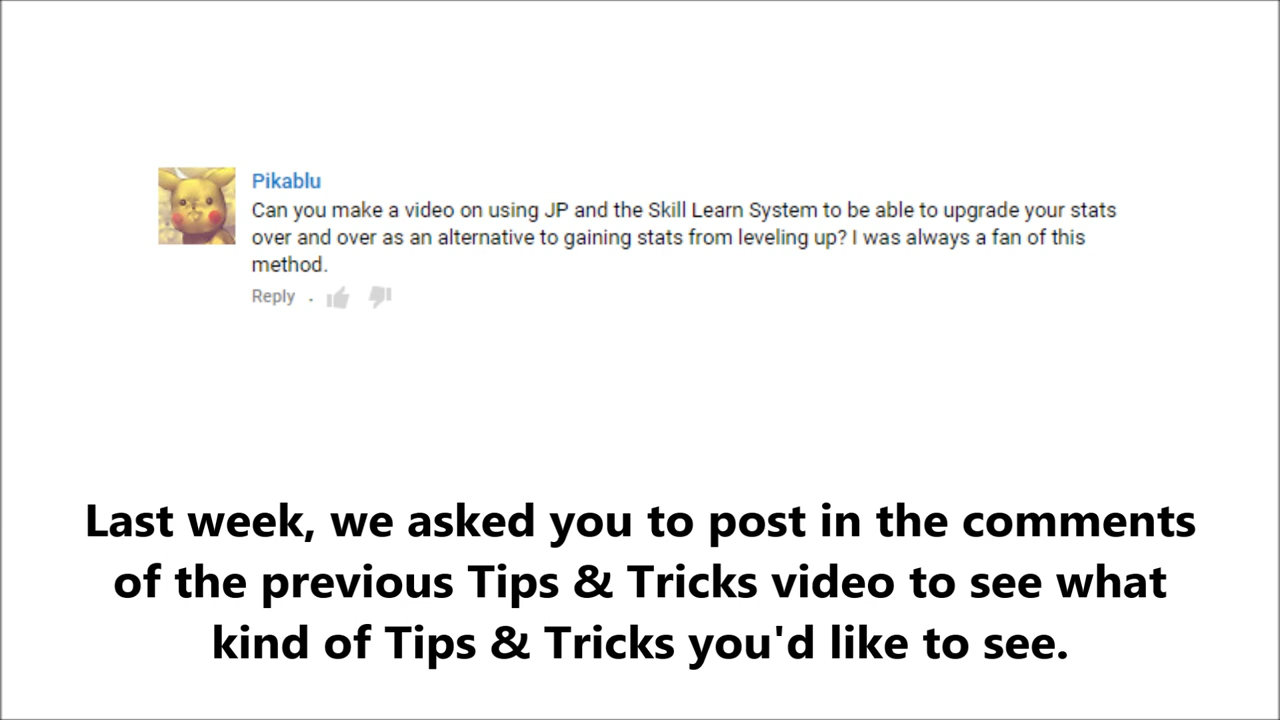 Pikablu
Can you make a video on using JP and the Skill Learn System to be able to upgrade your stats
over and over as an alternative to gaining stats from leveling up? I was always a fan of this
method.
Reply .
Last week, we asked you to post in the comments
of the previous Tips & Tricks video to see what
kind of Tips & Tricks you'd like to see.